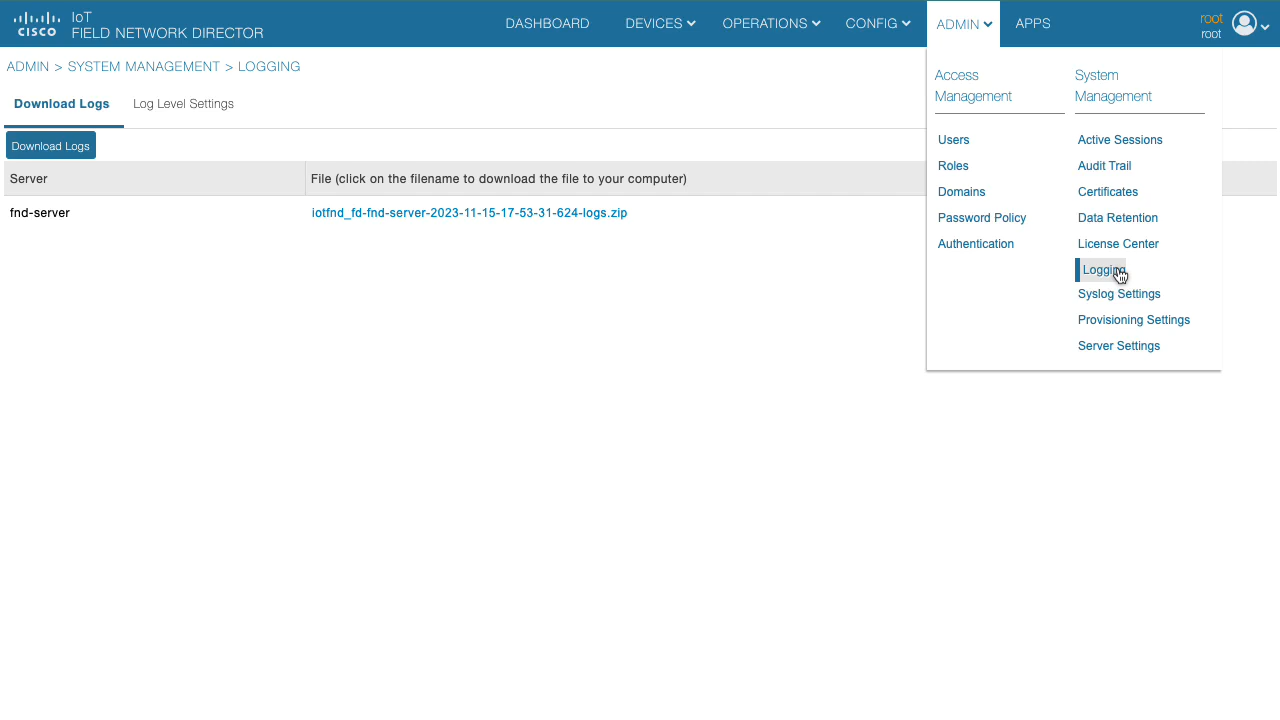 CISCO
IoT
FIELD NETWORK DIRECTOR
DASHBOARD
DEVICES
OPERATIONS
CONFIG
ADMIN
APPS
root
root
ADMIN > SYSTEM MANAGEMENT > LOGGING
Download Logs
Log Level Settings
Download Logs
Server
File (click on the filename to download the file to your computer)
fnd-server
iotfnd_fd-fnd-server-2023-11-15-17-53-31-624-logs.zip
Access
Management
Users
Roles
Domains
Password Policy
Authentication
System
Management
Active Sessions
Audit Trail
Certificates
Data Retention
License Center
Logging
Syslog Settings
Provisioning Settings
Server Settings